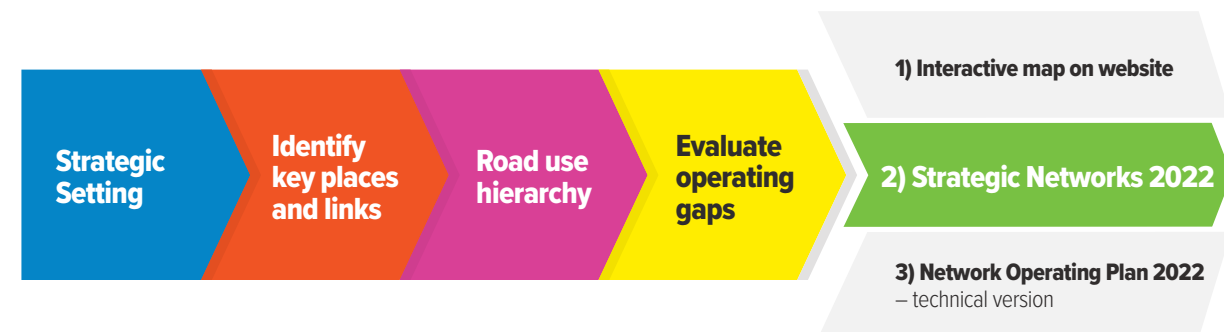 Strategic
Setting
Identify
key places
and links
Road use
hierarchy
Evaluate
operating
gaps
1) Interactive map on website
2) Strategic Networks 2022
3) Network Operating Plan 2022
– technical version